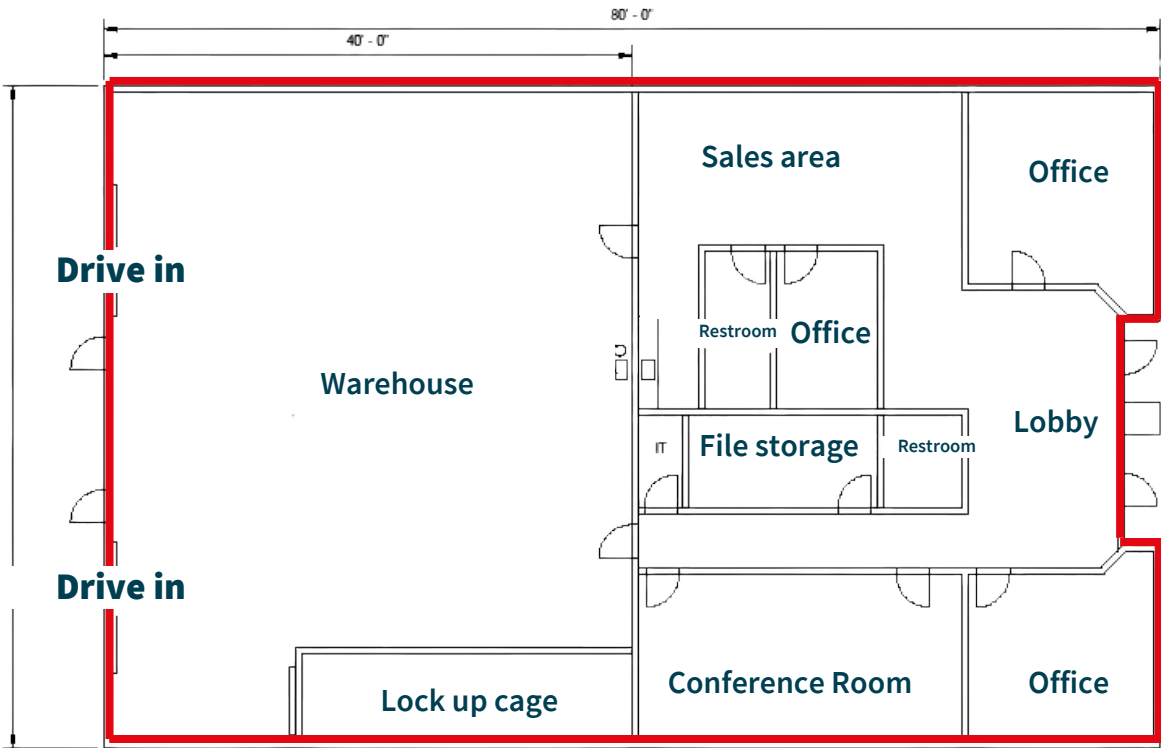 80' - 0"
40' - 0"
Sales area
Office
Drive in
Restroom
Office
Warehouse
Lobby
IT
File storage
Restroom
Drive in
Conference Room
Office
Lock up cage